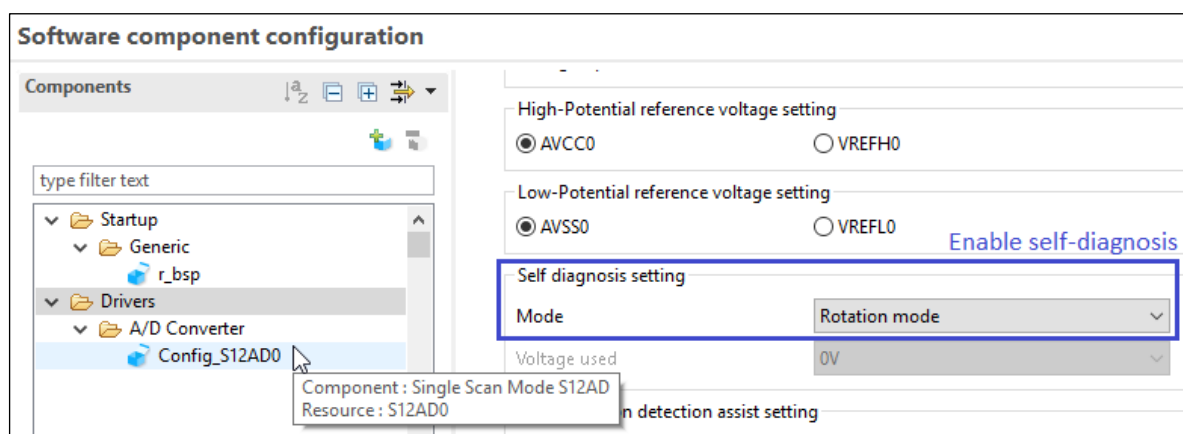 Software component configuration
Components
type filter text
Startup
Generic
r_bsp
Drivers
A/D Converter
Config_S12AD0
Component : Single Scan Mode S12AD
Resource : S12AD0
High-Potential reference voltage setting
AVCC0 VREFH0
Low-Potential reference voltage setting
AVSS0 VREFL0
Enable self-diagnosis
Self diagnosis setting
Mode Rotation mode
Voltage used 0V
detection assist setting